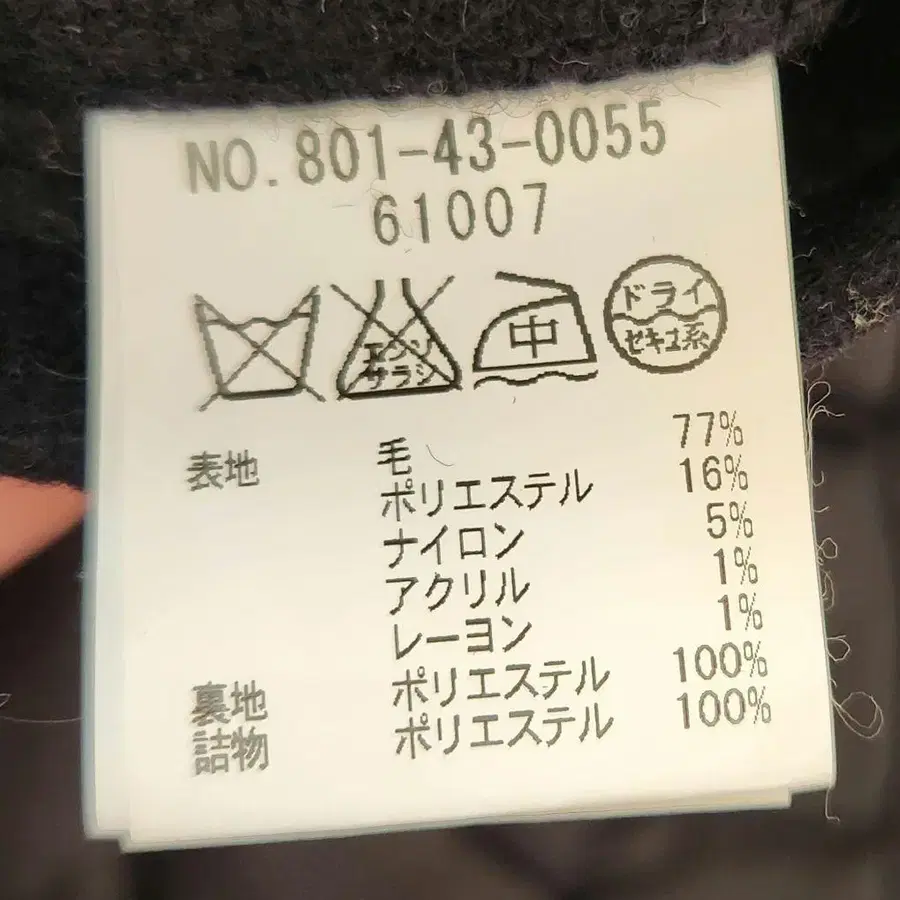 NO.801-43-0055
61007
エンソ
サラシ
中
ドライ
セキユ系
表地 毛 77%
ポリエステル 16%
ナイロン 5%
アクリル 1%
レーヨン 1%
裏地 ポリエステル 100%
詰物 ポリエステル 100%